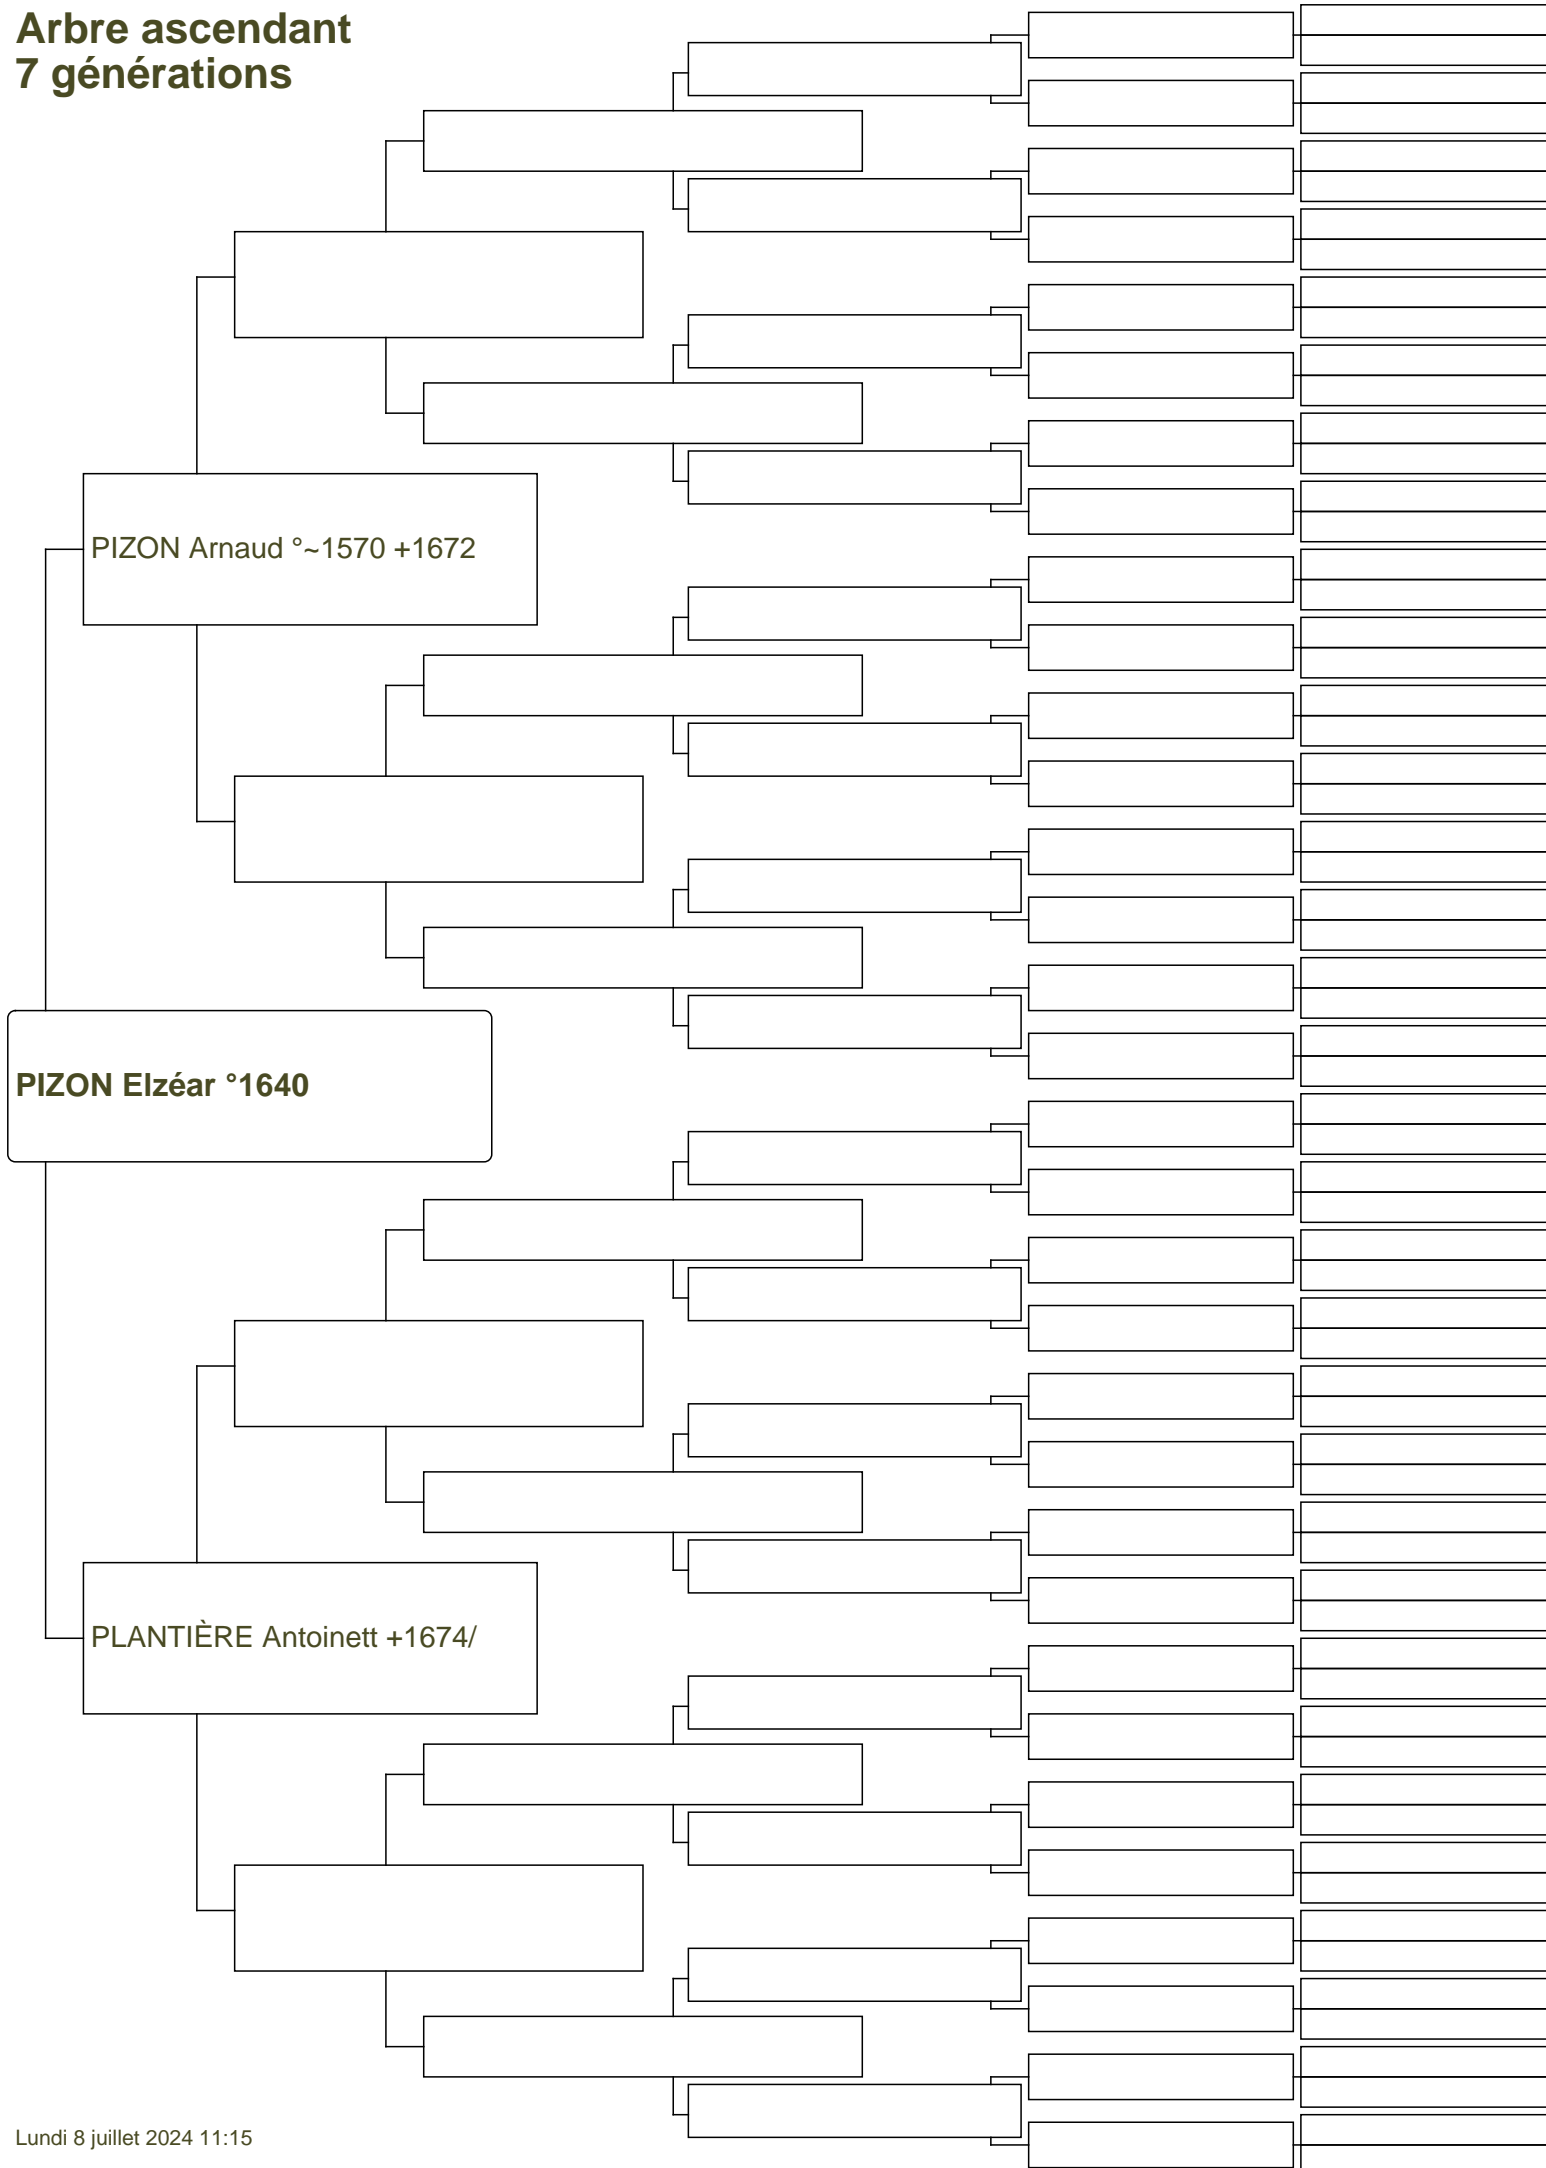 Arbre ascendant
7 générations
PIZON Arnaud °~1570 +1672
PIZON Elzéar °1640
PLANTIÈRE Antoinett +1674/
Lundi 8 juillet 2024 11:15